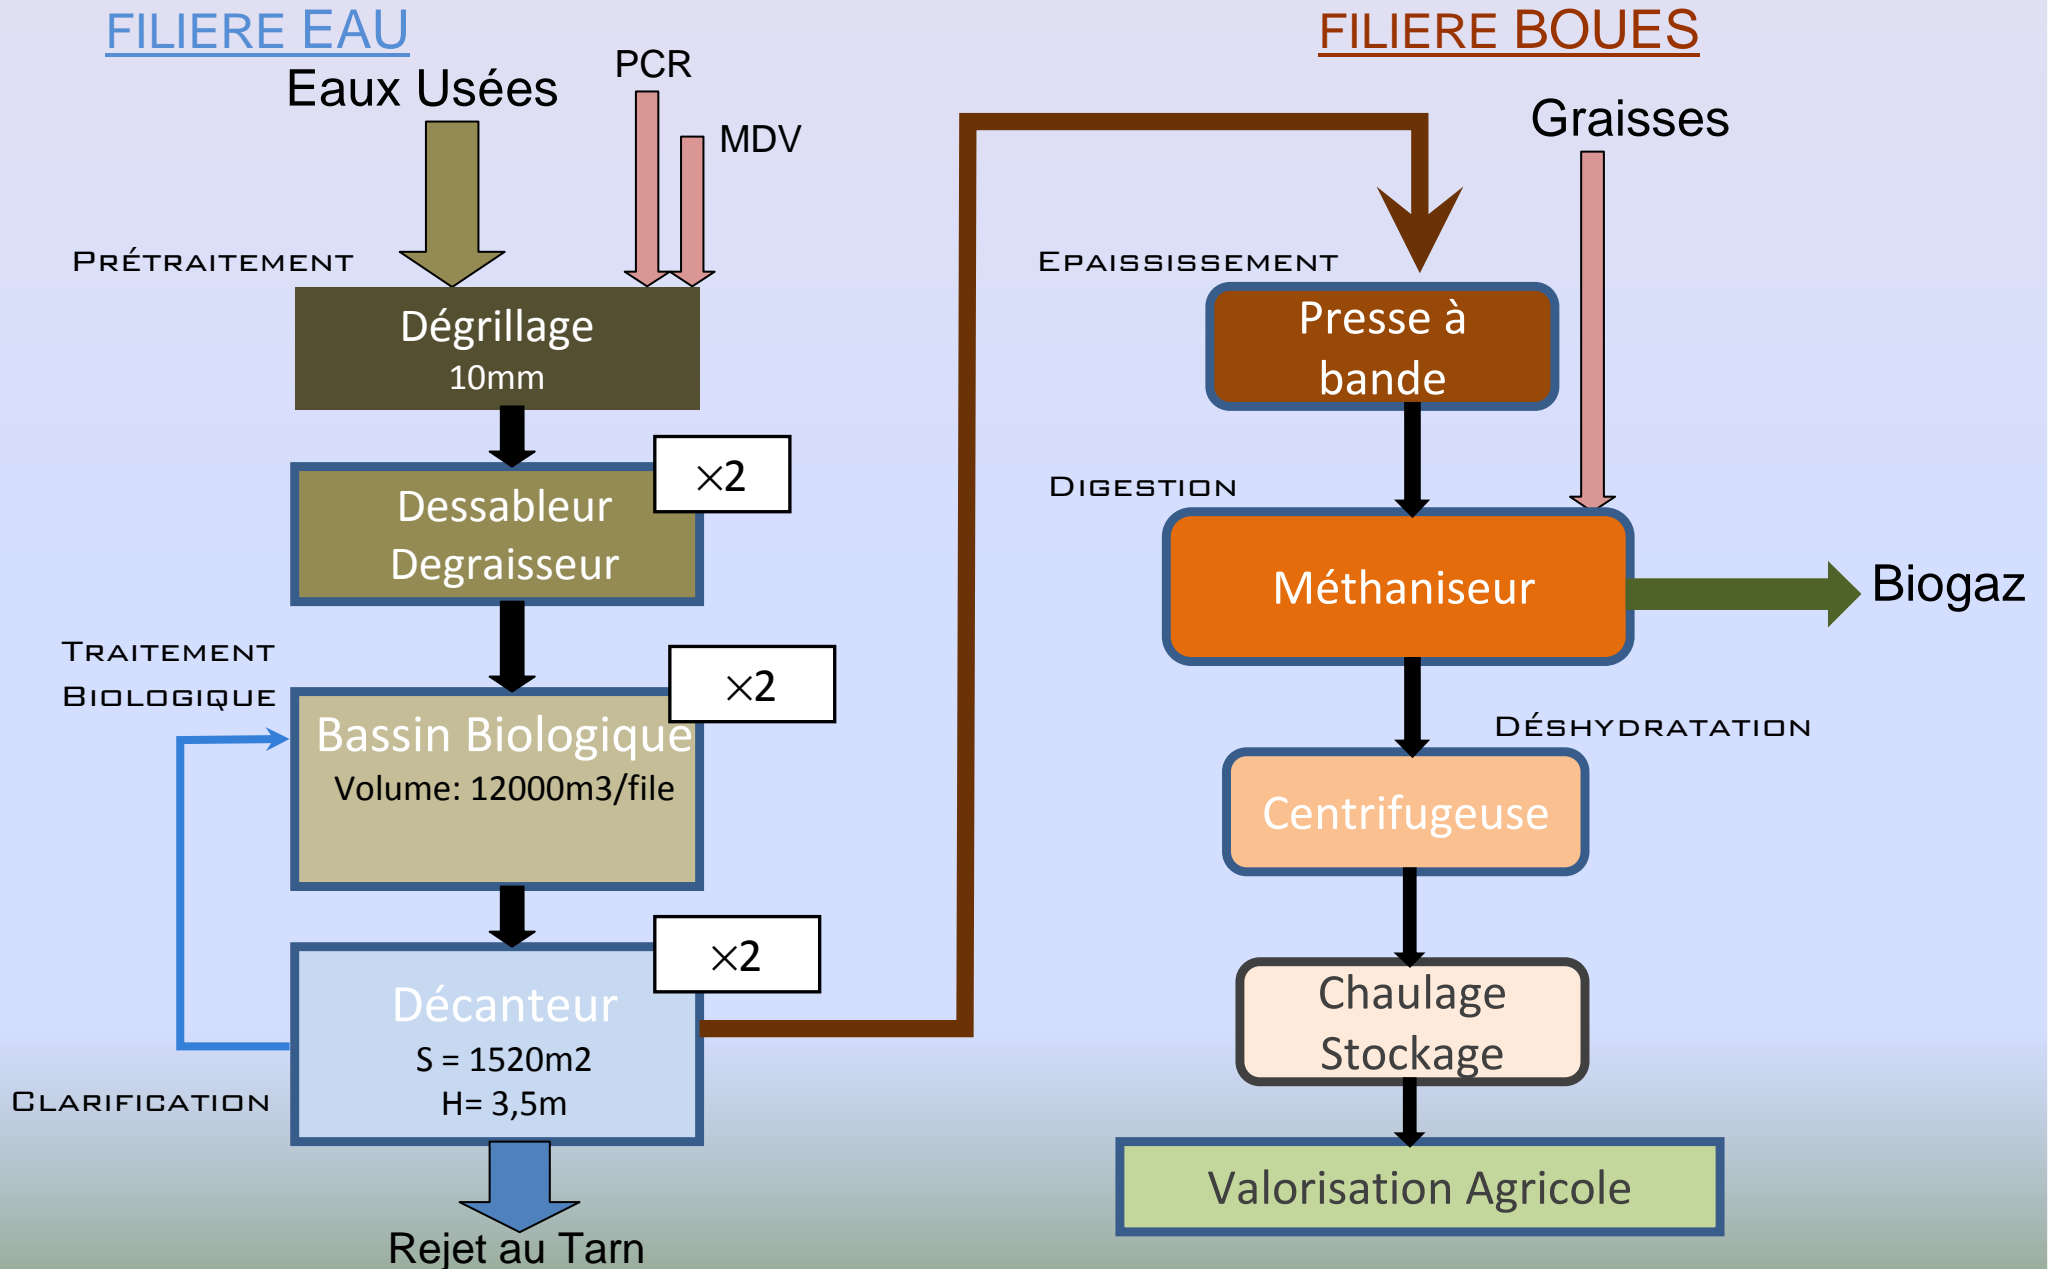 FILIERE EAU
Eaux Usées
PCR
MDV
PRÉTRAITEMENT
Dégrillage
10mm
×2
Dessableur
Degraisseur
TRAITEMENT
BIOLOGIQUE
×2
Bassin Biologique
Volume: 12000m3/file
×2
Décanteur
S = 1520m2
H= 3,5m
CLARIFICATION
Rejet au Tarn
FILIERE BOUES
Graisses
EPAISSISSEMENT
Presse à
bande
DIGESTION
Méthaniseur
Biogaz
DÉSHYDRATATION
Centrifugeuse
Chaulage
Stockage
Valorisation Agricole